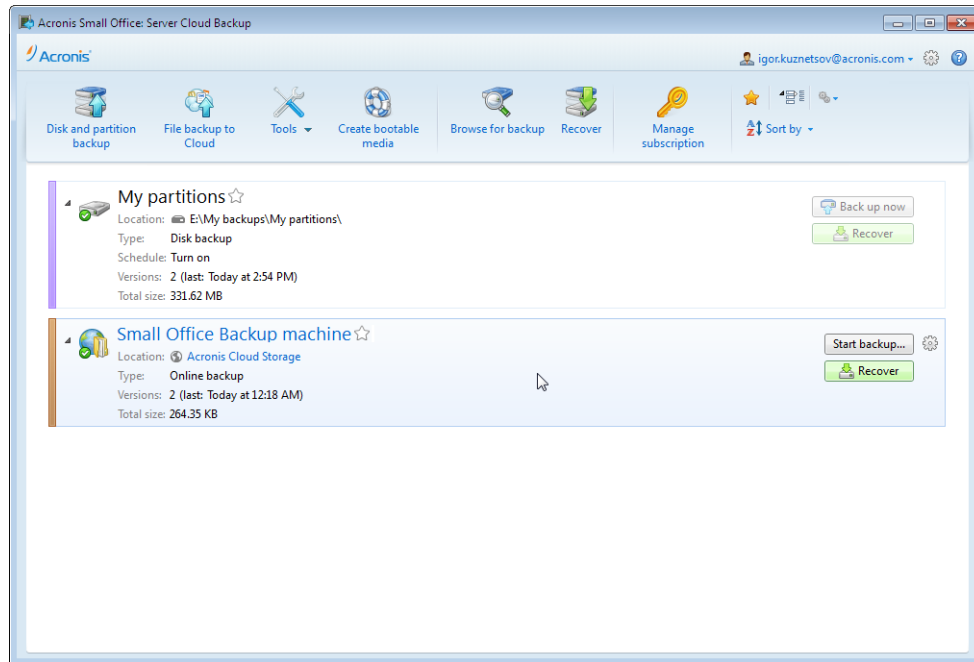 Acronis Small Office: Server Cloud Backup
Acronis
igor.kuznetsov@acronis.com
Disk and partition
backup
File backup to
Cloud
Tools
Create bootable
media
Browse for backup
Recover
Manage
subscription
Sort by
My partitions
Location: E:\My backups\My partitions\
Type: Disk backup
Schedule: Turn on
Versions: 2 (last: Today at 2:54 PM)
Total size: 331.62 MB
Back up now
Recover
Small Office Backup machine
Location: Acronis Cloud Storage
Type: Online backup
Versions: 2 (last: Today at 12:18 AM)
Total size: 264.35 KB
Start backup...
Recover